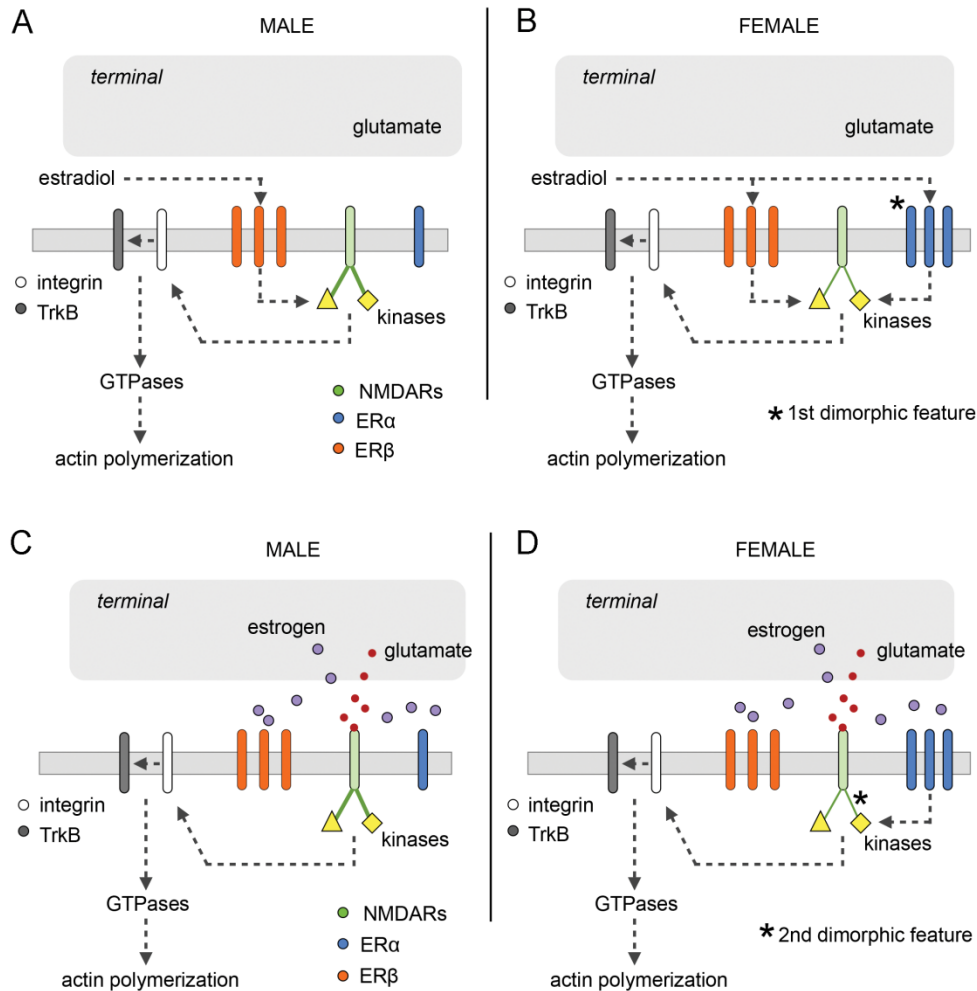 A
MALE
terminal
glutamate
estradiol
integrin
TrkB
kinases
GTPases
NMDARs
ERα
ERβ
actin polymerization
B
FEMALE
terminal
glutamate
estradiol
*
integrin
TrkB
kinases
GTPases
* 1st dimorphic feature
actin polymerization
C
MALE
terminal
estrogen
glutamate
integrin
TrkB
kinases
GTPases
NMDARs
ERα
ERβ
actin polymerization
D
FEMALE
terminal
estrogen
glutamate
*
integrin
TrkB
kinases
GTPases
* 2nd dimorphic feature
actin polymerization